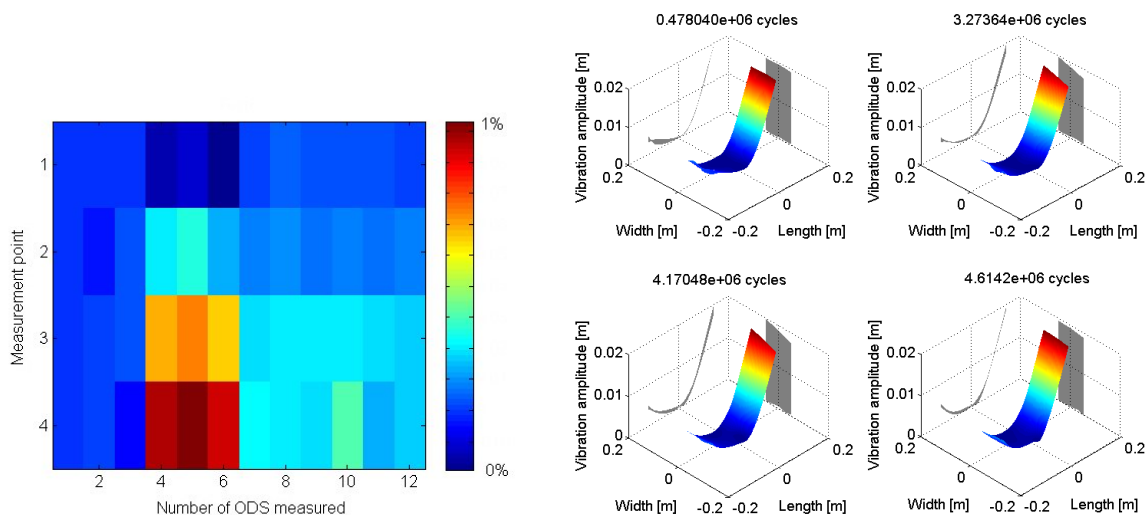 1%
1
2
3
4
0%
2 4 6 8 10 12
Measurement point
Number of ODS measured
0.478040e+06 cycles
0.02
0.01
0
0.2
0
-0.2 -0.2
0
0.2
Vibration amplitude [m]
Width [m]
Length [m]
3.27364e+06 cycles
0.02
0.01
0
0.2
0
-0.2 -0.2
0
0.2
Vibration amplitude [m]
Width [m]
Length [m]
4.17048e+06 cycles
0.02
0.01
0
0.2
0
-0.2 -0.2
0
0.2
Vibration amplitude [m]
Width [m]
Length [m]
4.6142e+06 cycles
0.02
0.01
0
0.2
0
-0.2 -0.2
0
0.2
Vibration amplitude [m]
Width [m]
Length [m]